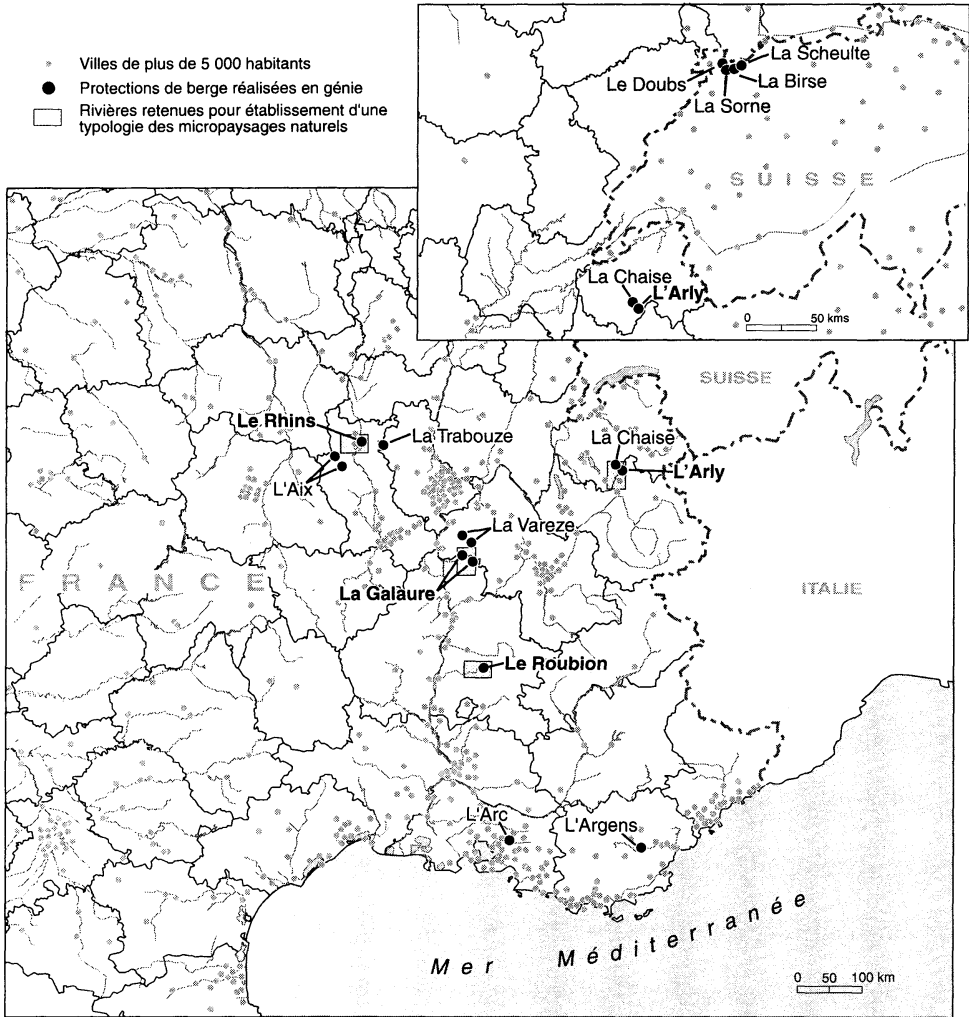 Villes de plus de 5 000 habitants
Protections de berge réalisées en génie
Rivières retenues pour établissement d'une
typologie des micropaysages naturels
La Scheulte
Le Doubs
La Birse
La Sorne
SUISSE
La Chaise
L'Arly
0 50 kms
SUISSE
Le Rhins
La Trabouze
La Chaise
L'Arly
L'Aix
La Vareze
FRANCE
La Galaure
ITALIE
Le Roubion
L'Arc
L'Argens
Mer Méditerranée
0 50 100 km